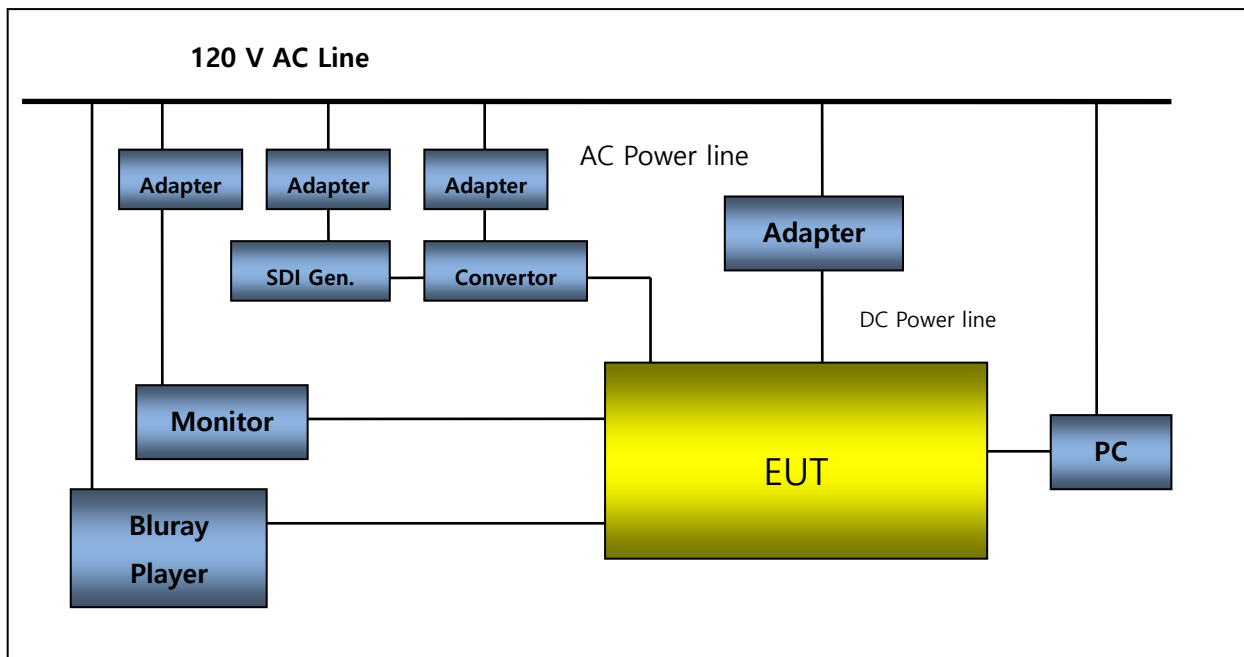 120 V AC Line
AC Power line
Adapter
Adapter
Adapter
Adapter
SDI Gen.
Convertor
DC Power line
Monitor
EUT
PC
Bluray
Player